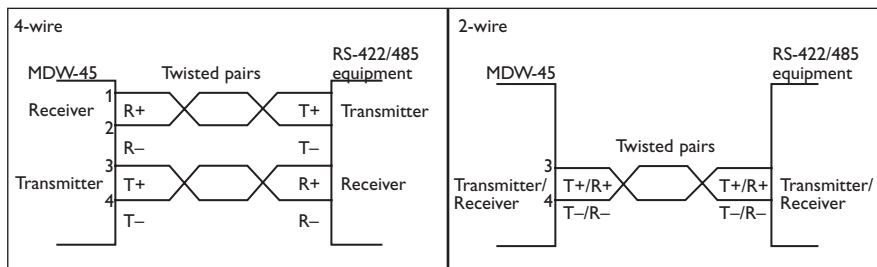 4-wire
MDW-45
Twisted pairs
RS-422/485
equipment
Receiver
1
R+
T+
Transmitter
2
R–
T–
3
Transmitter
T+
R+
Receiver
4
T–
R–
2-wire
MDW-45
RS-422/485
equipment
Twisted pairs
3
Transmitter/
Receiver
T+/R+
T+/R+
Transmitter/
Receiver
4
T–/R–
T–/R–